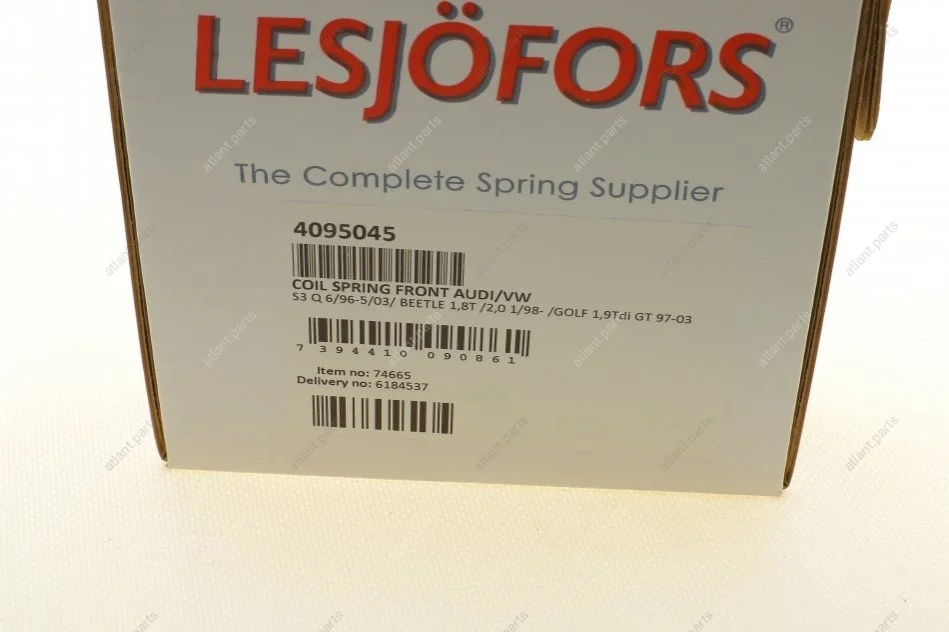 LESJÖFORS®
The Complete Spring Supplier
4095045
COIL SPRING FRONT AUDI/VW
S3 Q 6/96-5/03/ BEETLE 1,8T /2,0 1/98- /GOLF 1,9Tdi GT 97-03
7 394410 090861
Item no: 74665
Delivery no: 6184537
atlant.parts